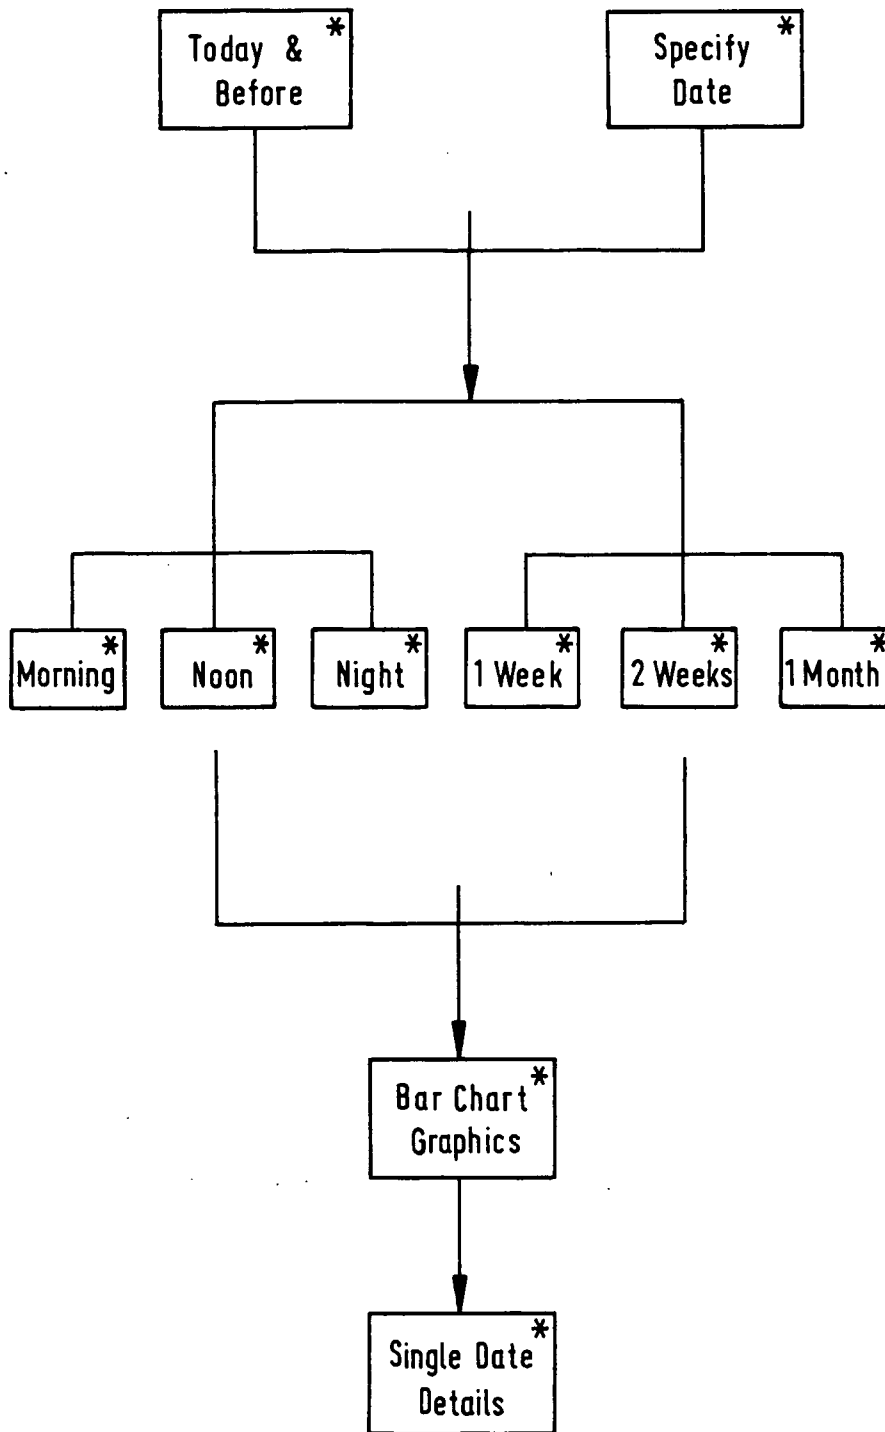 Today & *
Before
Specify *
Date
Morning *
Noon *
Night *
1 Week *
2 Weeks *
1 Month *
Bar Chart *
Graphics
Single Date *
Details